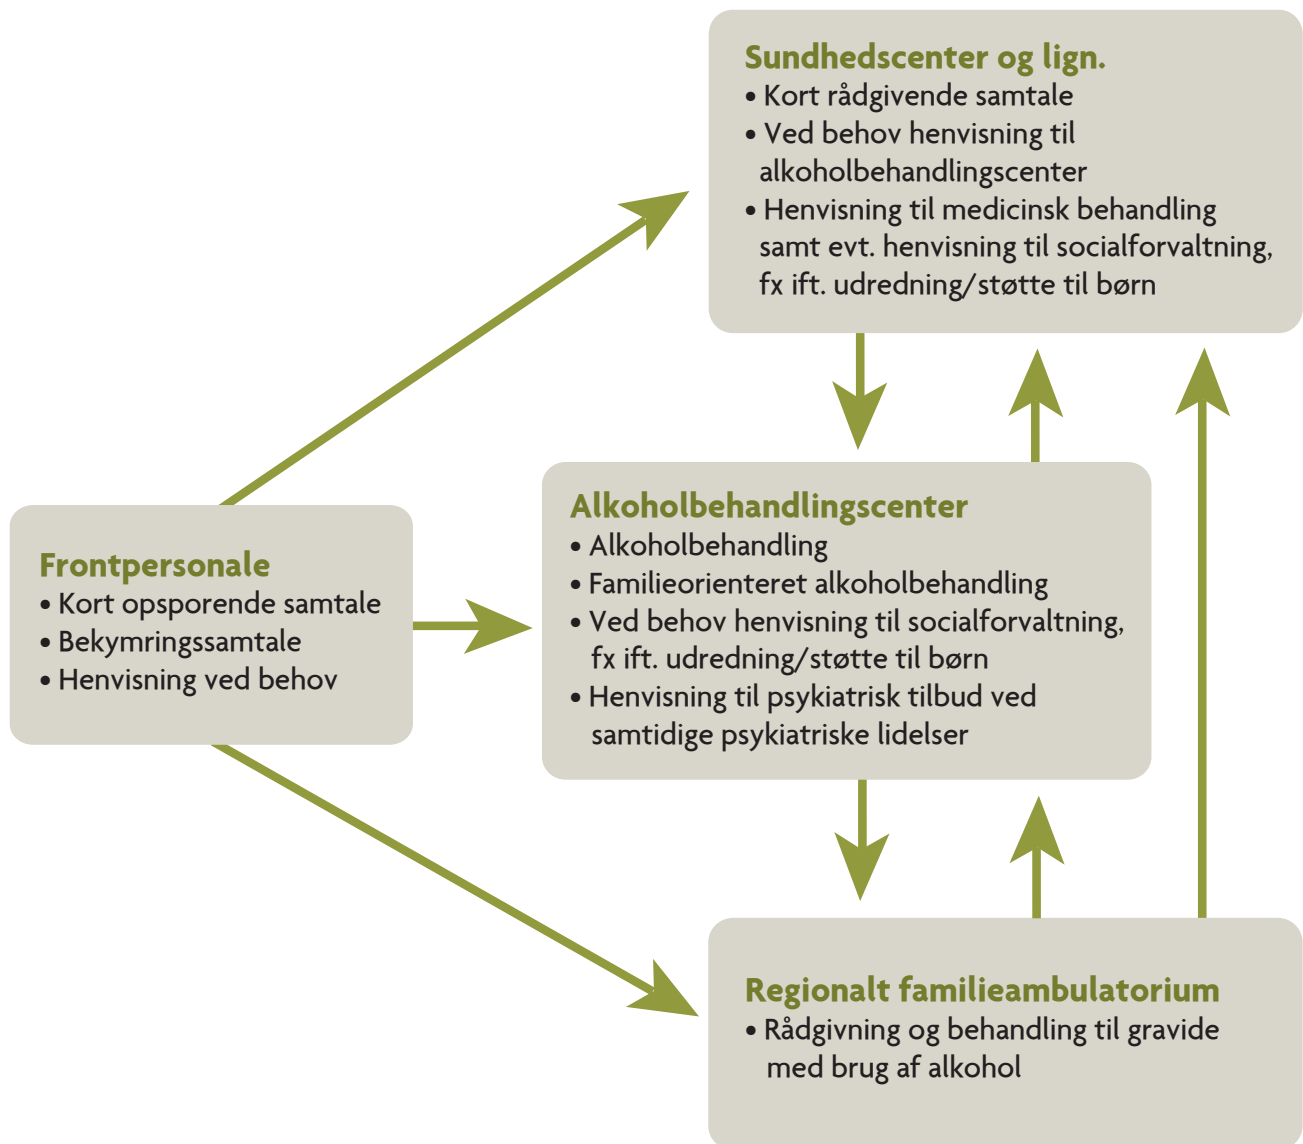 Sundhedscenter og lign.
• Kort rådgivende samtale
• Ved behov henvisning til
alkoholbehandlingscenter
• Henvisning til medicinsk behandling
samt evt. henvisning til socialforvaltning,
fx ift. udredning/støtte til børn
Frontpersonale
• Kort opsporende samtale
• Bekymringssamtale
• Henvisning ved behov
Alkoholbehandlingscenter
• Alkoholbehandling
• Familieorienteret alkoholbehandling
• Ved behov henvisning til socialforvaltning,
fx ift. udredning/støtte til børn
• Henvisning til psykiatrisk tilbud ved
samtidige psykiatriske lidelser
Regionalt familieambulatorium
• Rådgivning og behandling til gravide
med brug af alkohol